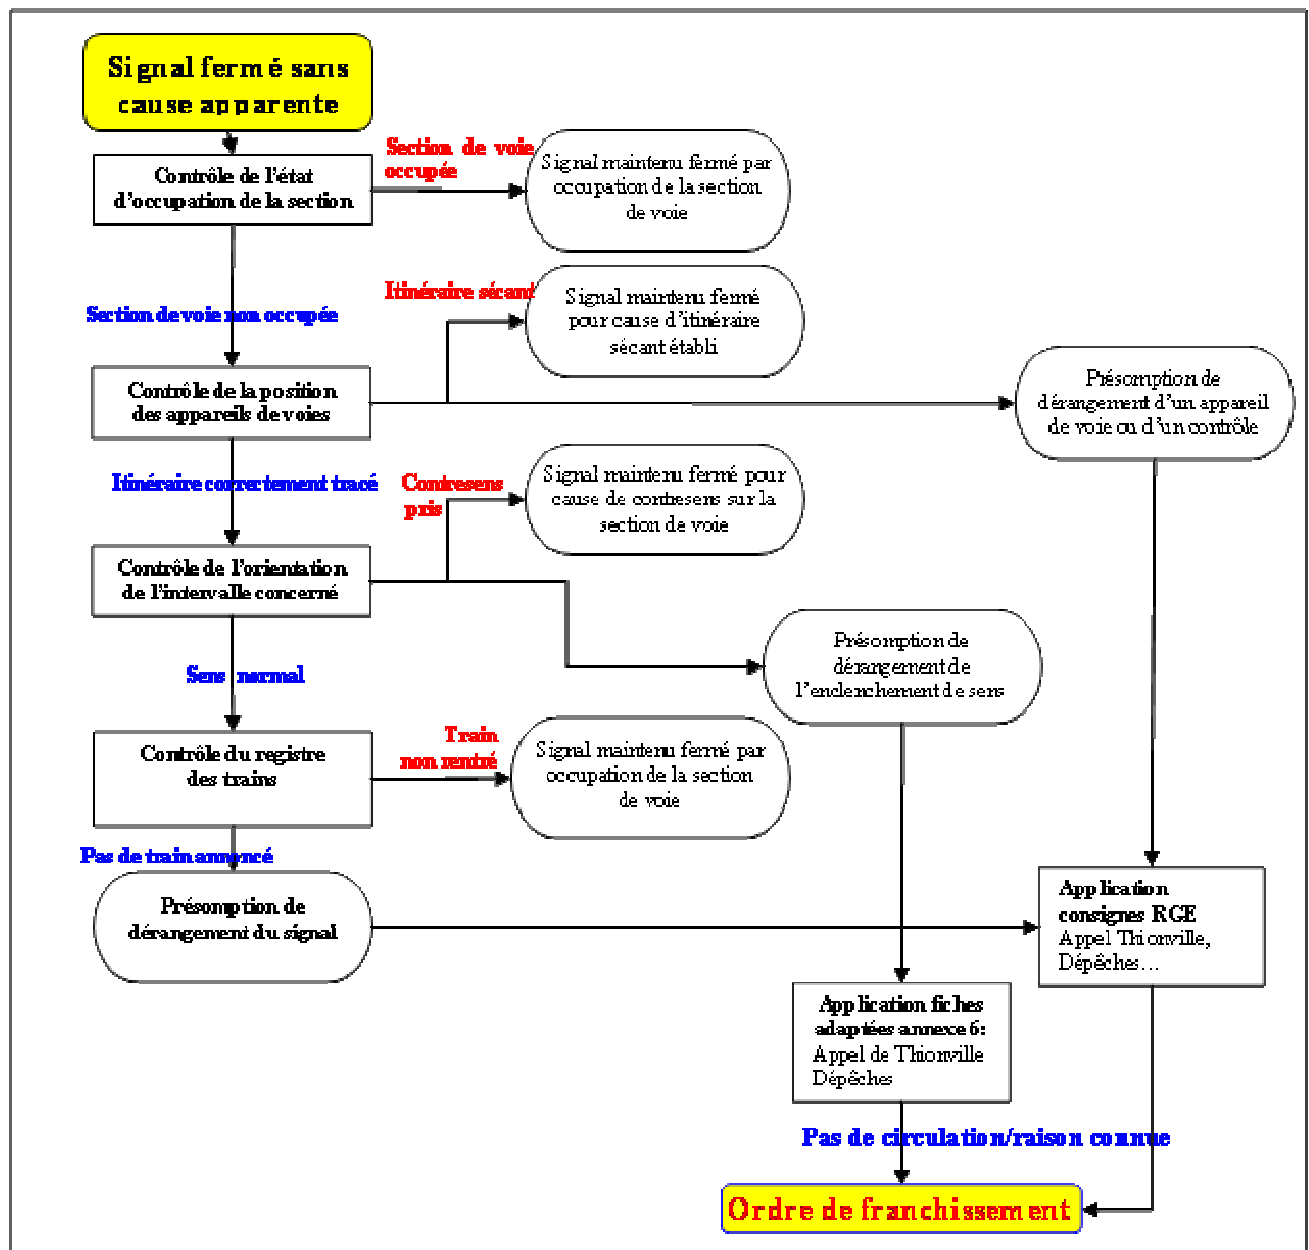 Signal fermé sans
cause apparente
Contrôle de l'état
d'occupation de la section
Section de voie
occupée
Signal maintenu fermé par
occupation de la section
de voie
Section de voie non occupée
Itinéraire sécant
Signal maintenu fermé
pour cause d'itinéraire
sécant établi
Contrôle de la position
des appareils de voies
Présomption de
dérangement d'un appareil
de voie ou d'un contrôle
Itinéraire correctement tracé
Contresens
pris
Signal maintenu fermé pour
cause de contresens sur la
section de voie
Contrôle de l'orientation
de l'intervalle concerné
Présomption de
dérangement de
l'enclenchement de sens
Sens normal
Contrôle du registre
des trains
Train
non rentré
Signal maintenu fermé par
occupation de la section
de voie
Pas de train annoncé
Présomption de
dérangement du signal
Application
consignes RGE
Appel Thionville,
Dépêches...
Application fiches
adaptées annexe 6:
Appel de Thionville
Dépêches
Pas de circulation/raison connue
Ordre de franchissement